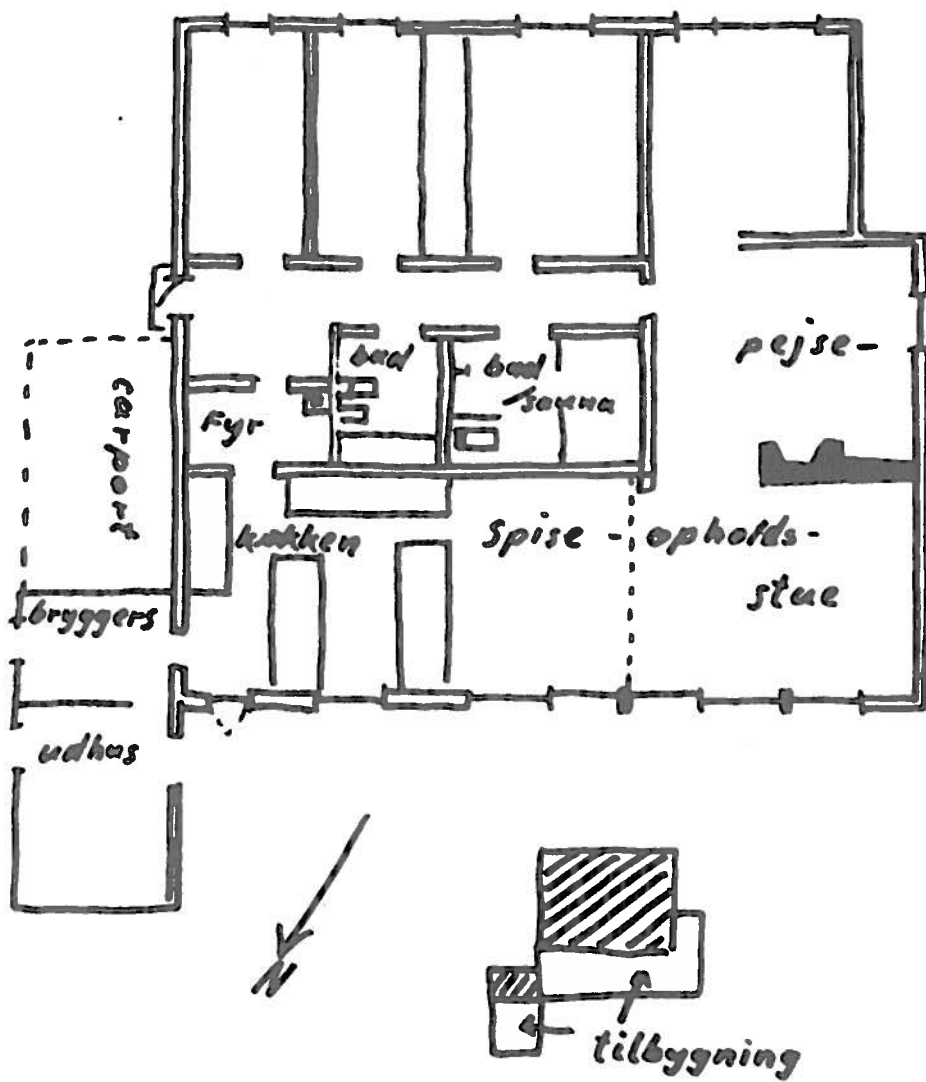 pejse-
bad
bad
sauna
Fyr
carport
køkken
Spise - opholds-
stue
bryggers
udhus
N
tilbygning